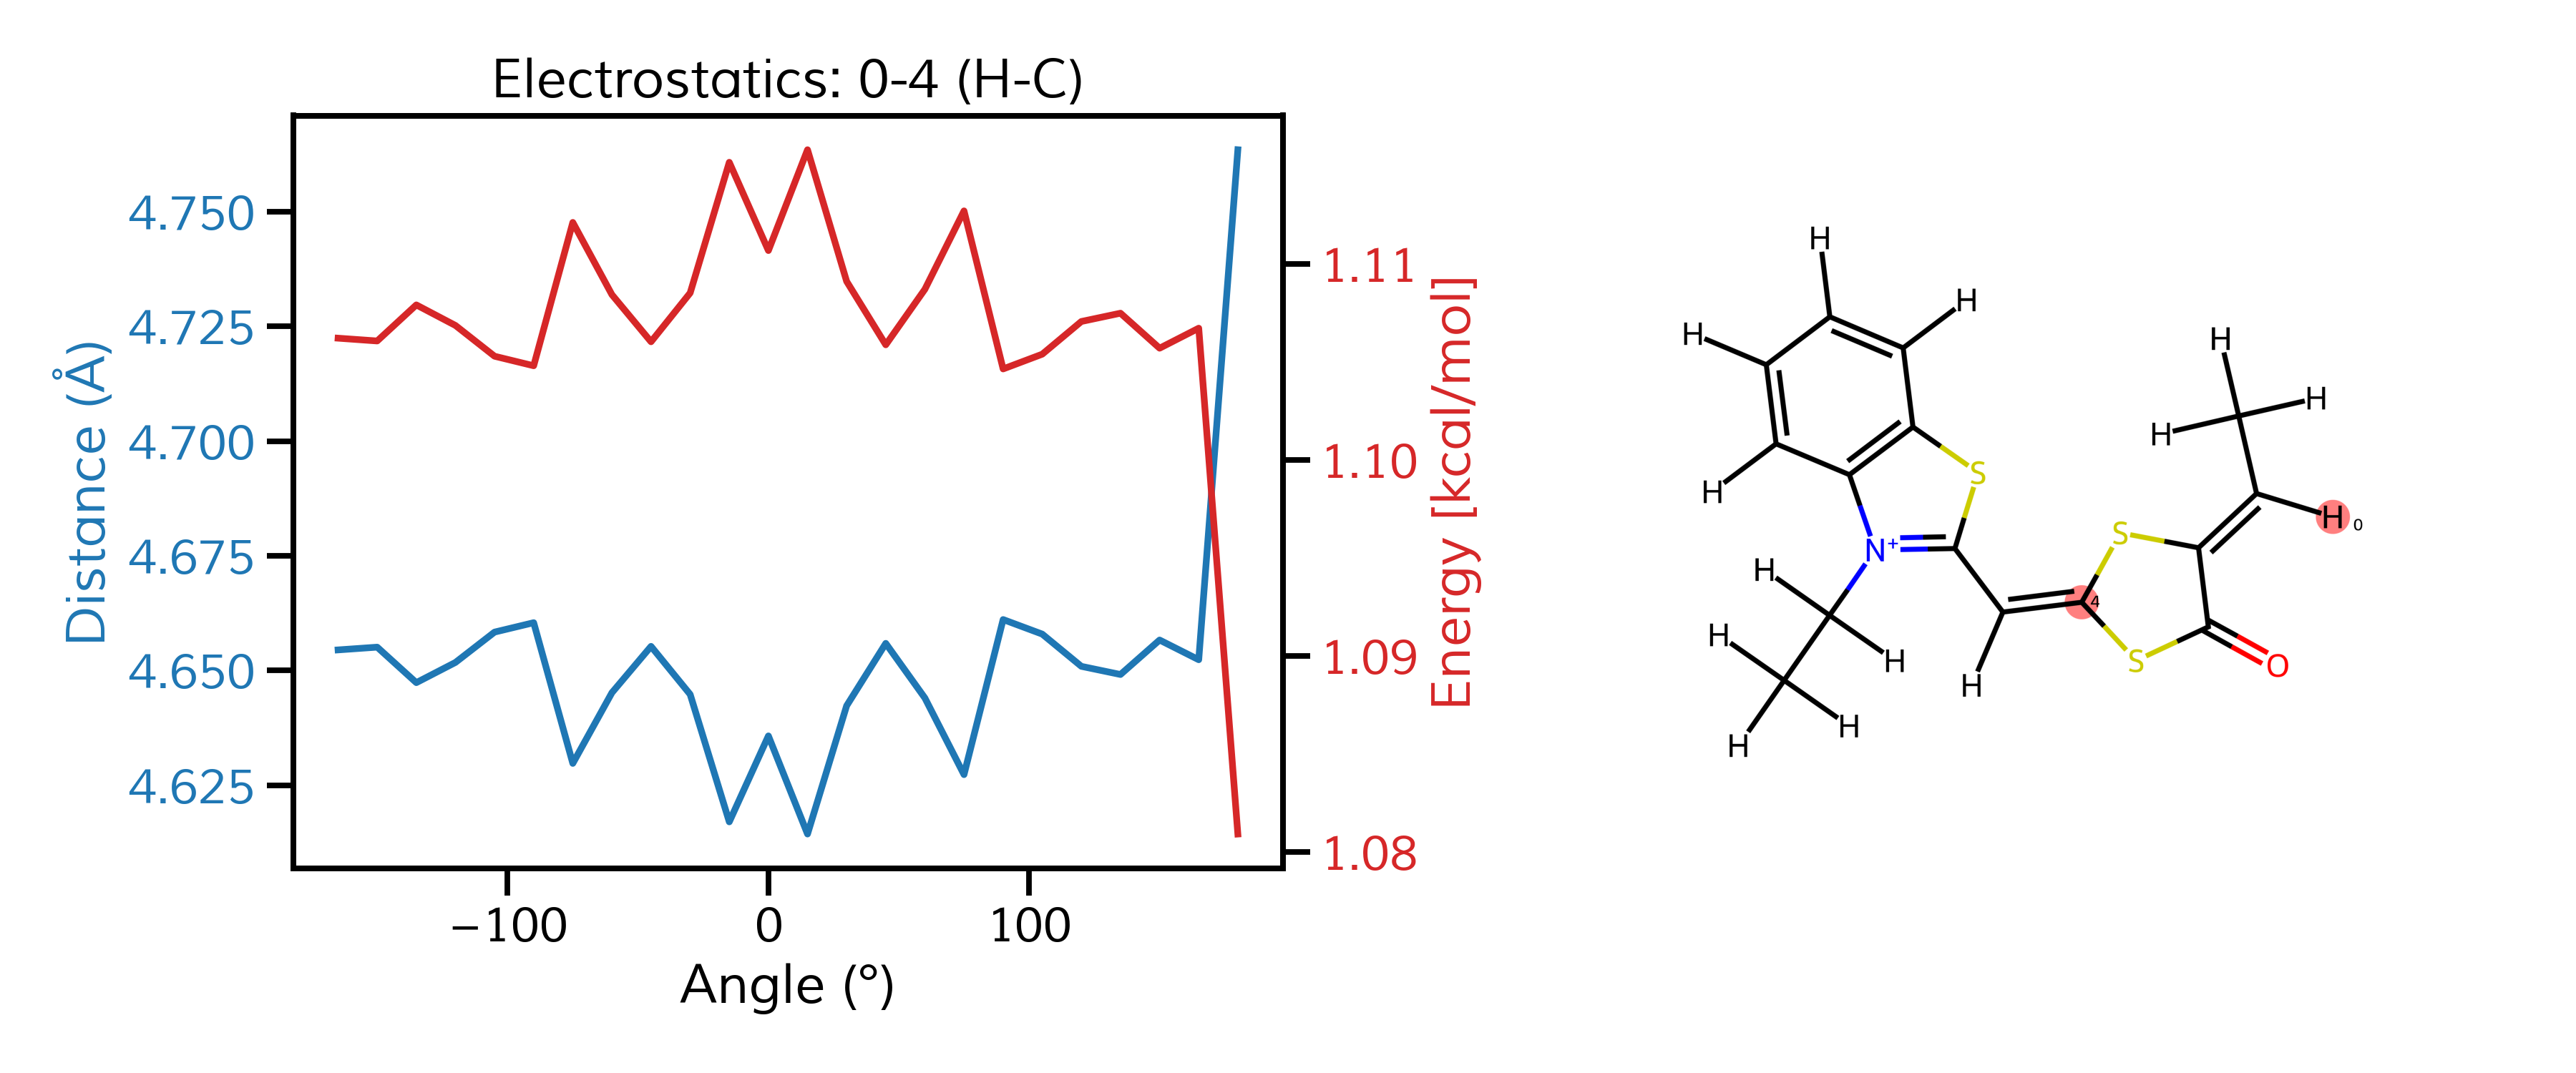 Electrostatics: 0-4 (H-C)
Distance (Å)
4.750
4.725
4.700
4.675
4.650
4.625
−100
0
100
Angle (°)
1.11
1.10
1.09
1.08
Energy [kcal/mol]
H
H
H
H
H
H
H
S
H
H 0
S
N+
H
4
H
H
S
O
H
H
H